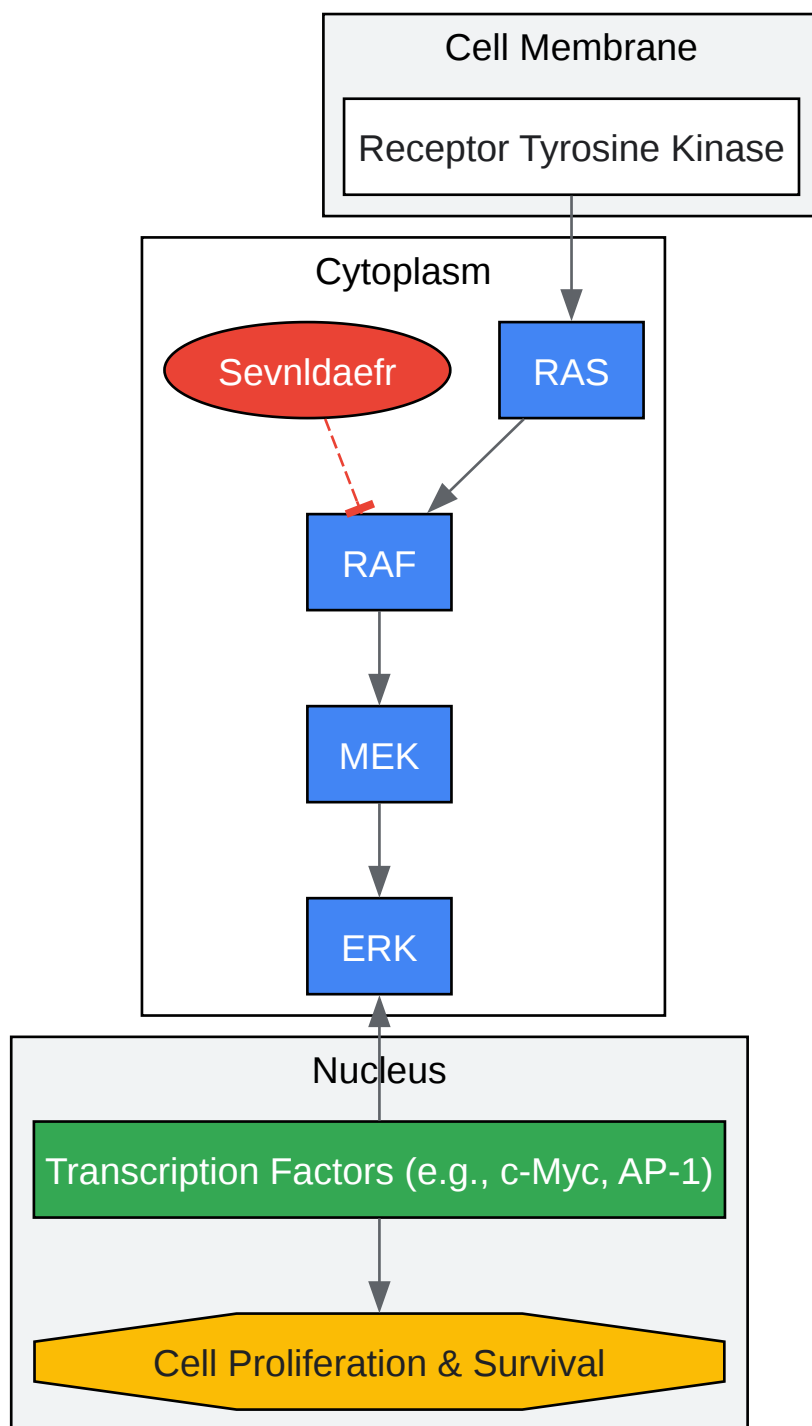 Cell Membrane
Receptor Tyrosine Kinase
Cytoplasm
Sevnldaefr
RAS
RAF
MEK
ERK
Nucleus
Transcription Factors (e.g., c-Myc, AP-1)
Cell Proliferation & Survival